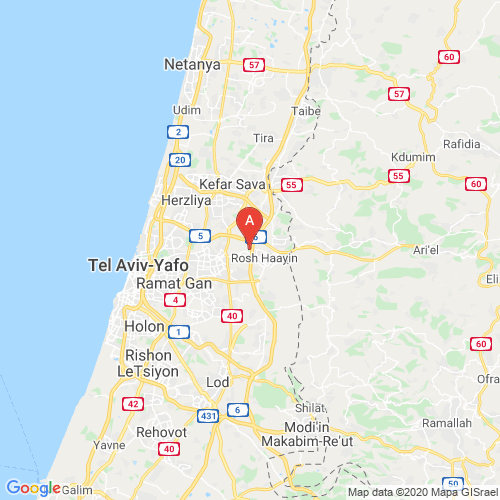 Netanya
57
60
57
Udim
Taibe
2
Tira
Rafidia
20
Kdumim
Kefar Sava
55
55
60
Herzliya
A
5
6
Ari'el
Rosh Haayin
Tel Aviv-Yafo
Ramat Gan
Eli
4
40
Holon
1
60
Rishon
LeTsiyon
Lod
Ofra
42
431
6
Shilat
Ramallah
Rehovot
Modi'in
Makabim-Re'ut
Yavne
40
50
Google
Galim
Map data ©2020 Mapa GISrael